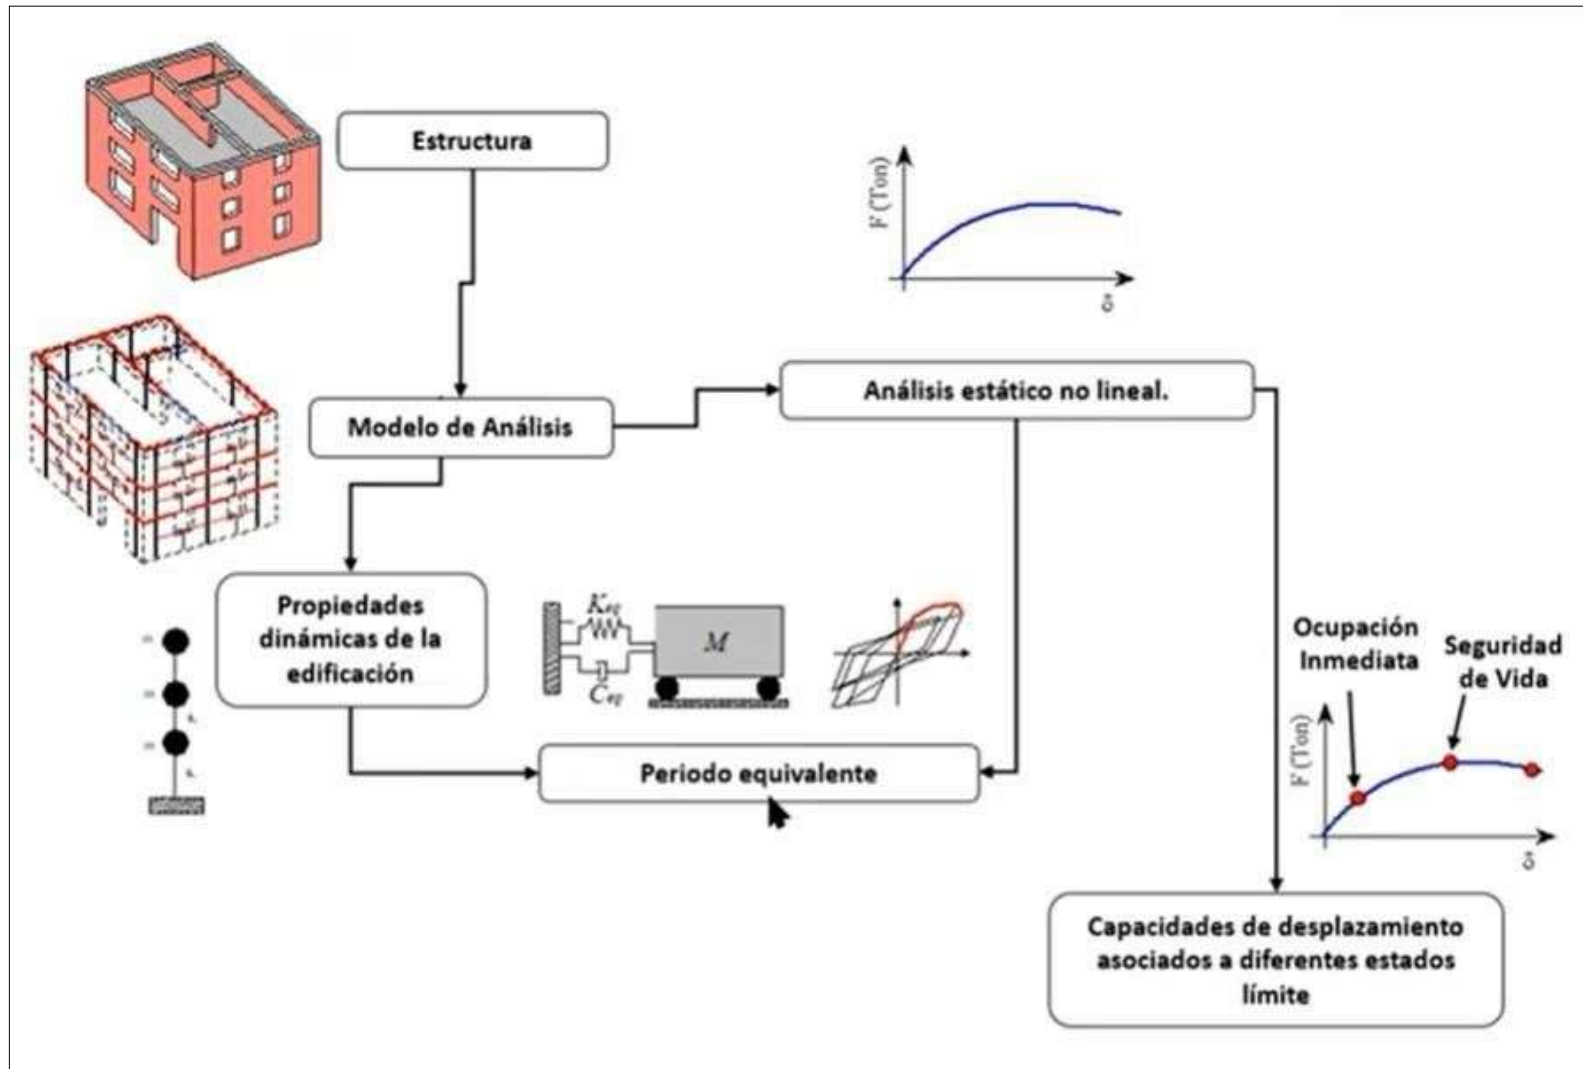 Estructura
F (Ton)
δ
Análisis estático no lineal.
Modelo de Análisis
Propiedades
dinámicas de la
edificación
Keq
M
Ceq
Ocupación
Inmediata
Seguridad
de Vida
F (Ton)
δ
Periodo equivalente
Capacidades de desplazamiento
asociados a diferentes estados
límite